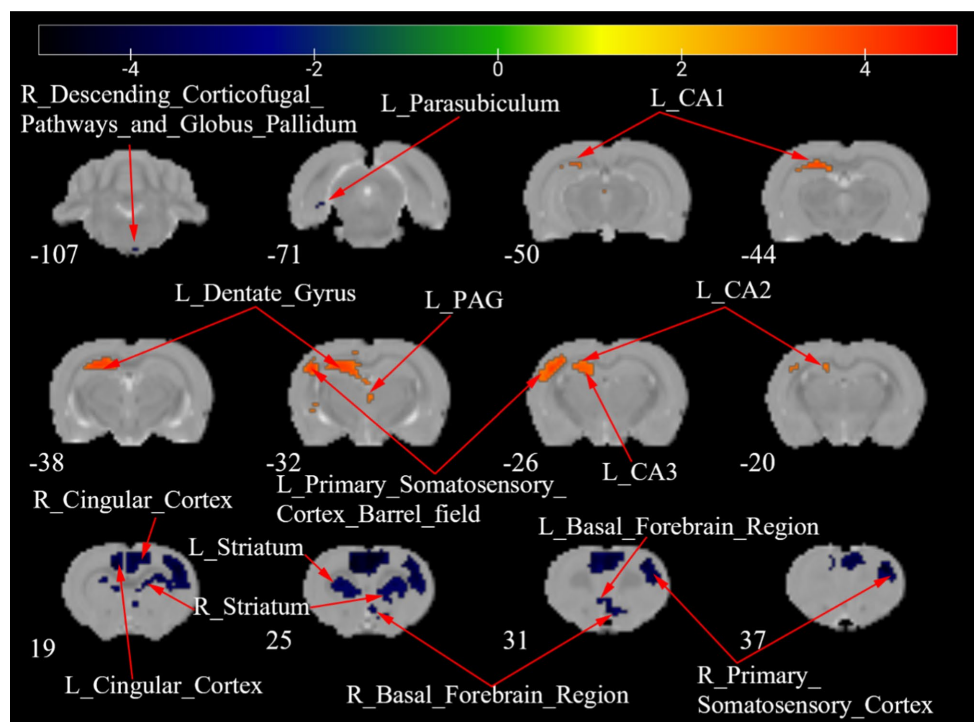 -4 -2 0 2 4
R_Descending_Corticofugal_
Pathways_and_Globus_Pallidum
L_Parasubiculum
L_CA1
-107
-71
-50
-44
L_Dentate_Gyrus
L_PAG
L_CA2
-38
-32
-26
-20
L_CA3
L_Primary_Somatosensory_
Cortex_Barrel_field
R_Cingular_Cortex
L_Striatum
L_Basal_Forebrain_Region
R_Striatum
19
25
31
37
L_Cingular_Cortex
R_Basal_Forebrain_Region
R_Primary_
Somatosensory_Cortex